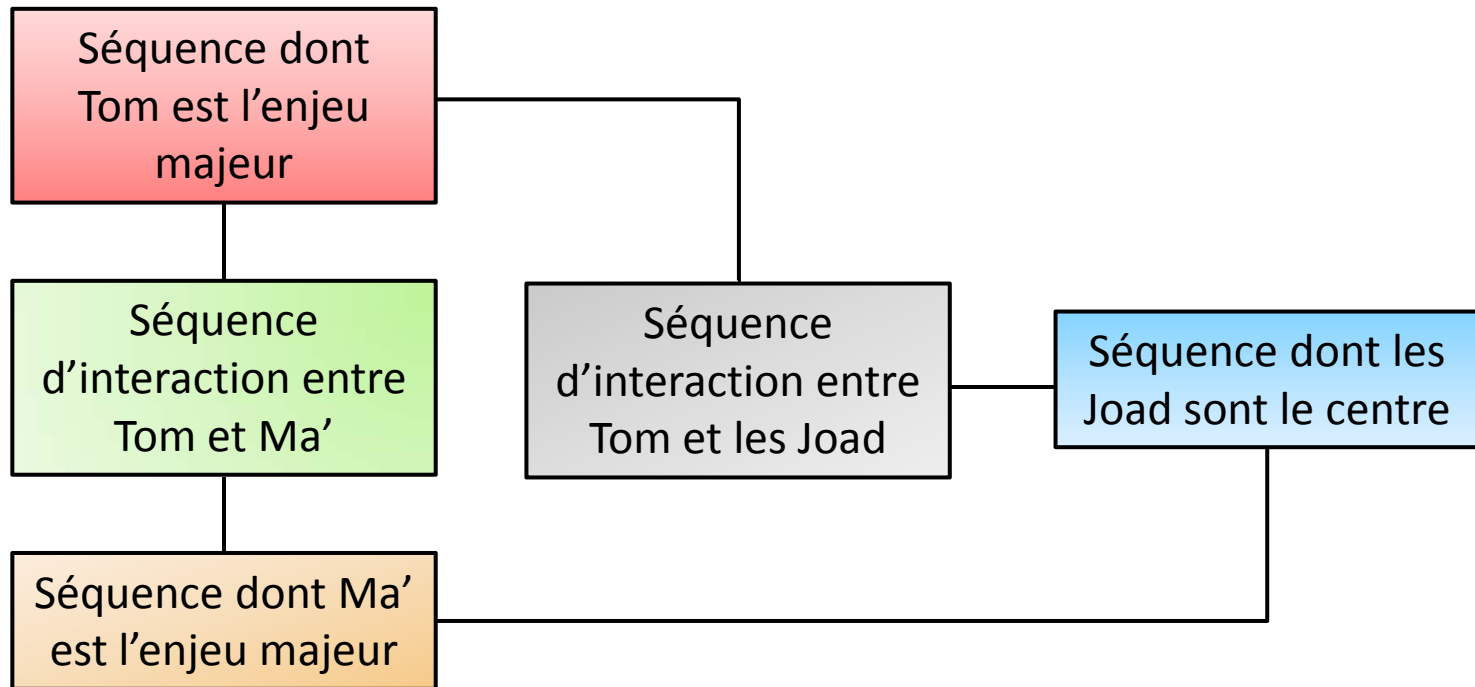 Séquence dont
Tom est l’enjeu
majeur
Séquence
d’interaction entre
Tom et Ma’
Séquence
d’interaction entre
Tom et les Joad
Séquence dont les
Joad sont le centre
Séquence dont Ma’
est l’enjeu majeur